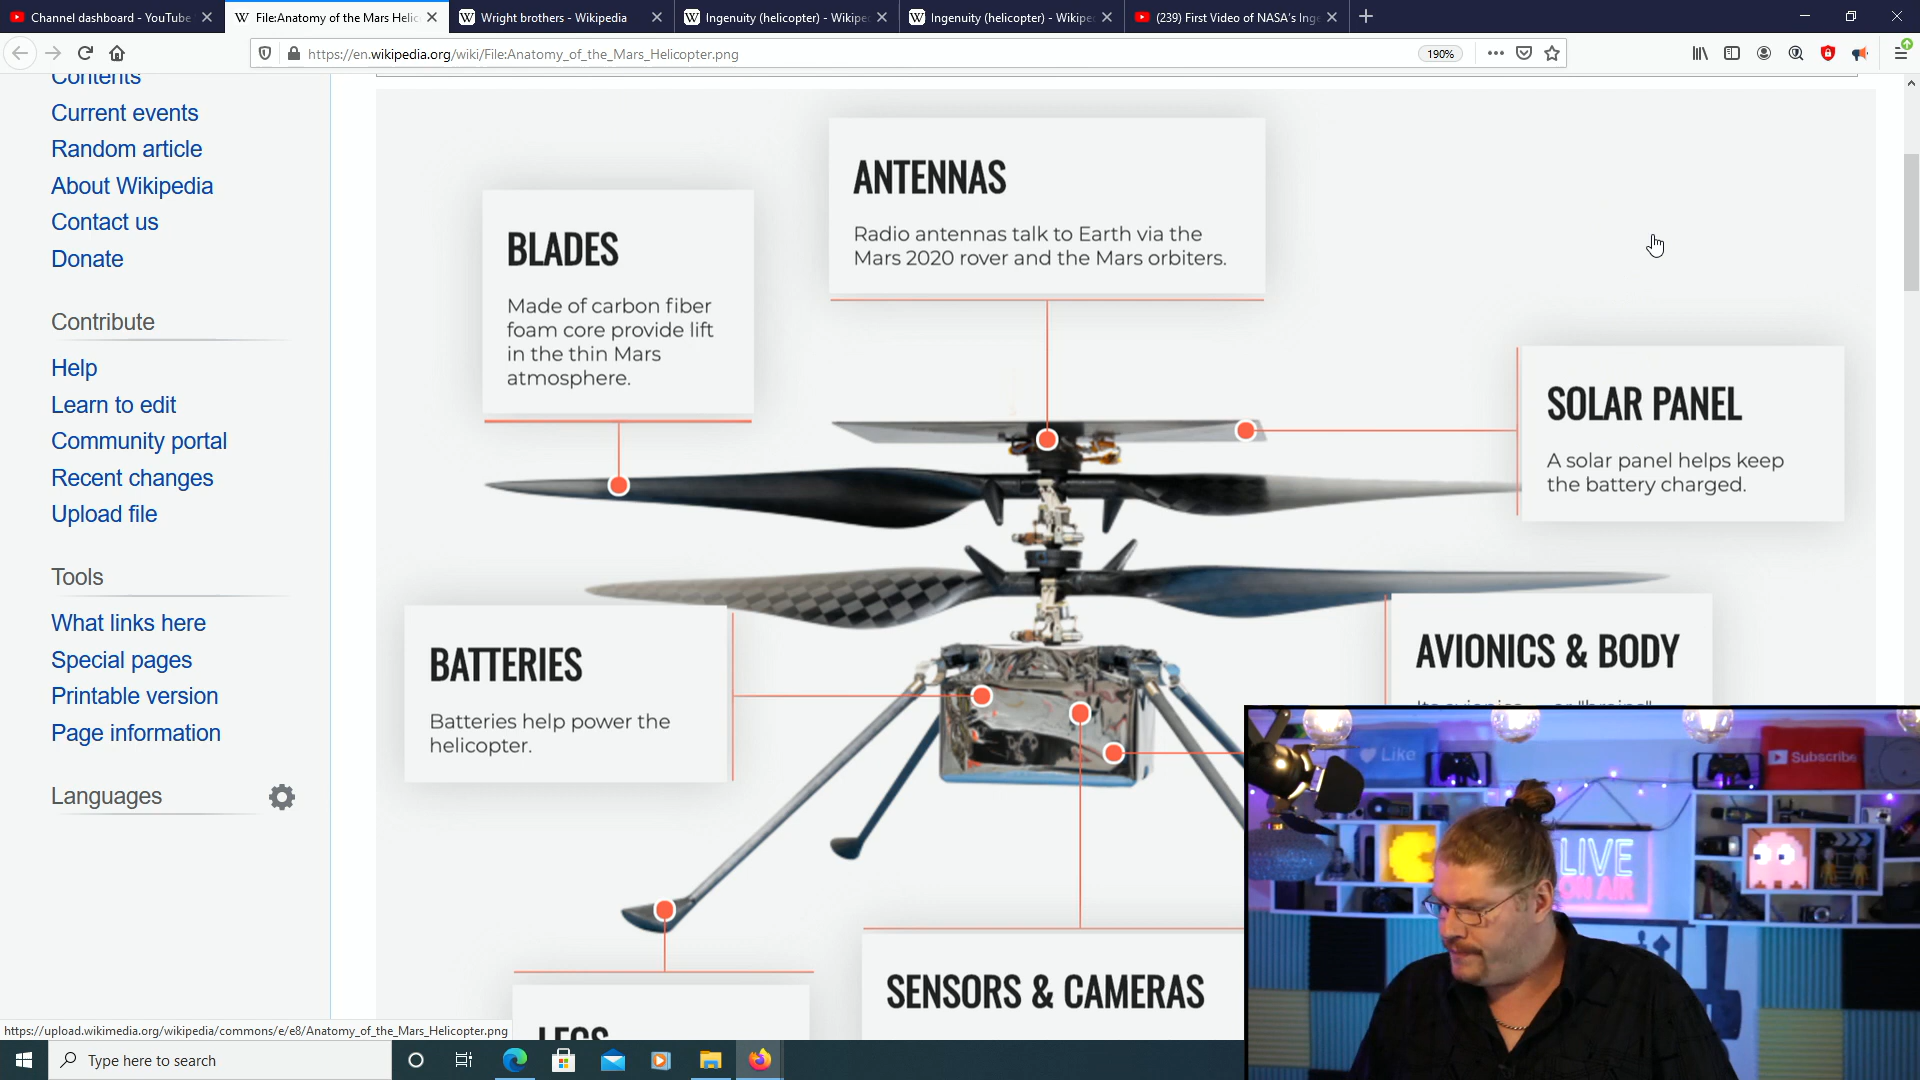 Channel dashboard - YouTube
File:Anatomy of the Mars Helic
Wright brothers - Wikipedia
Ingenuity (helicopter) - Wikipe
Ingenuity (helicopter) - Wikipe
(239) First Video of NASA's Inge
https://en.wikipedia.org/wiki/File:Anatomy_of_the_Mars_Helicopter.png
190%
Contents
Current events
Random article
About Wikipedia
Contact us
Donate
Contribute
Help
Learn to edit
Community portal
Recent changes
Upload file
Tools
What links here
Special pages
Printable version
Page information
Languages
ANTENNAS
Radio antennas talk to Earth via the
Mars 2020 rover and the Mars orbiters.
BLADES
Made of carbon fiber
foam core provide lift
in the thin Mars
atmosphere.
SOLAR PANEL
A solar panel helps keep
the battery charged.
BATTERIES
Batteries help power the
helicopter.
AVIONICS & BODY
Its avionics — or "brains"
SENSORS & CAMERAS
LEGS
Like
Subscribe
LIVE
ON AIR
https://upload.wikimedia.org/wikipedia/commons/e/e8/Anatomy_of_the_Mars_Helicopter.png
Type here to search